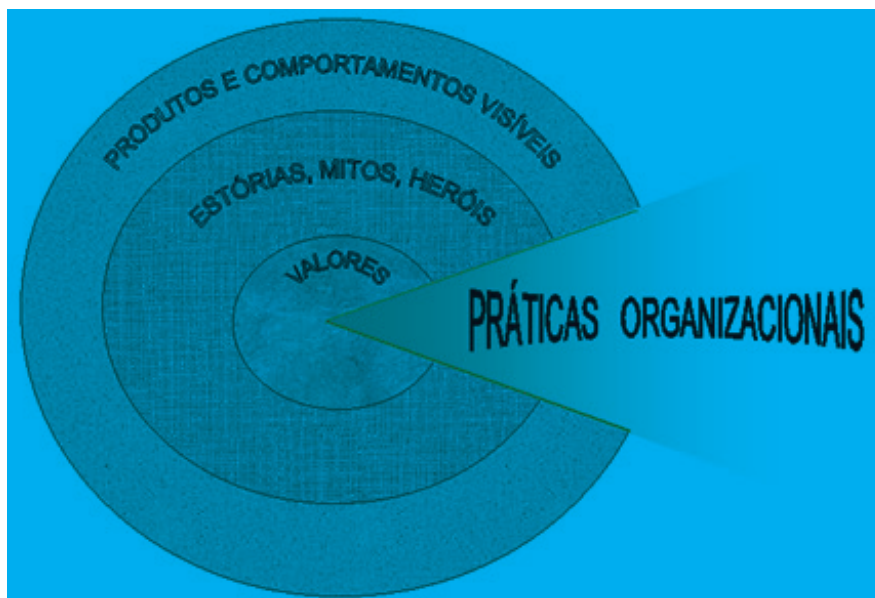 PRODUTOS E COMPORTAMENTOS VISÍVEIS
ESTÓRIAS, MITOS, HERÓIS
VALORES
PRÁTICAS ORGANIZACIONAIS